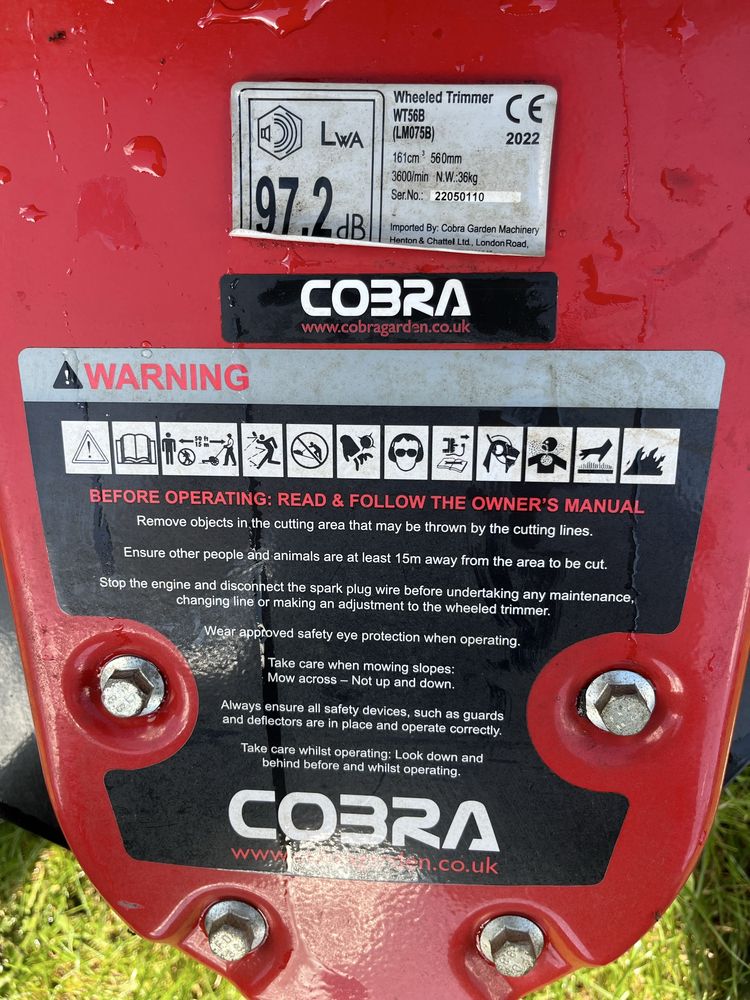 Wheeled Trimmer
WT56B
(LM075B)
CE
2022
LWA
161cm³ 560mm
3600/min N.W.:36kg
Ser.No.: 22050110
97.2 dB
Imported By: Cobra Garden Machinery
Henton & Chattell Ltd., London Road,
COBRA
www.cobragarden.co.uk
WARNING
50 ft
15 m
BEFORE OPERATING: READ & FOLLOW THE OWNER'S MANUAL
Remove objects in the cutting area that may be thrown by the cutting lines.
Ensure other people and animals are at least 15m away from the area to be cut.
Stop the engine and disconnect the spark plug wire before undertaking any maintenance,
changing line or making an adjustment to the wheeled trimmer.
Wear approved safety eye protection when operating.
Take care when mowing slopes:
Mow across – Not up and down.
Always ensure all safety devices, such as guards
and deflectors are in place and operate correctly.
Take care whilst operating: Look down and
behind before and whilst operating.
COBRA
www.cobragarden.co.uk